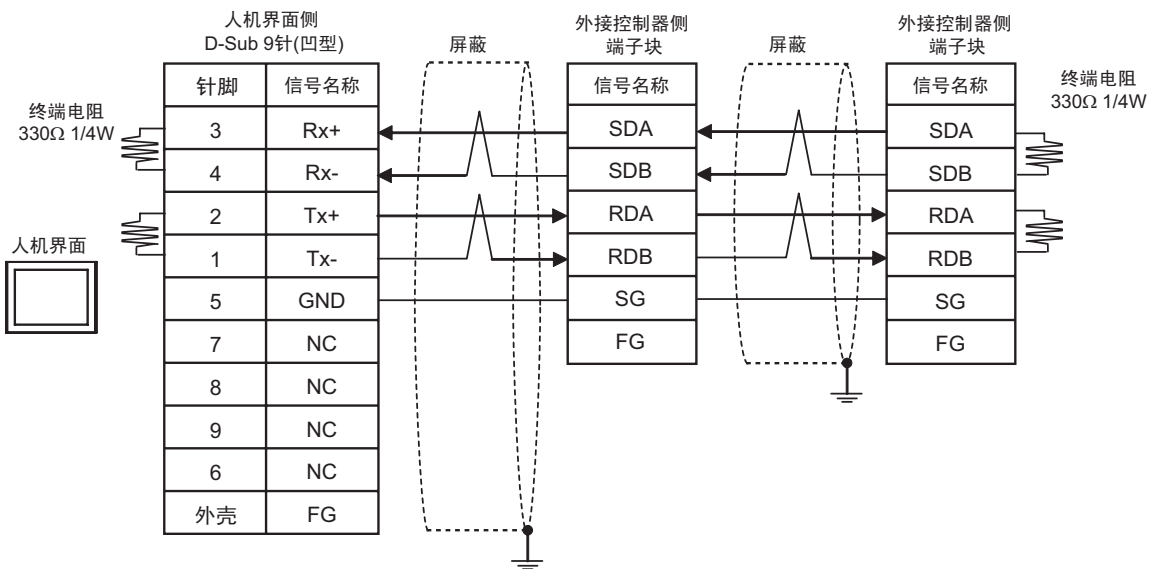 人机界面侧
D-Sub 9针(凹型)
屏蔽
外接控制器侧
端子块
屏蔽
外接控制器侧
端子块
终端电阻
330Ω 1/4W
终端电阻
330Ω 1/4W
人机界面
针脚 信号名称
3 Rx+
4 Rx-
2 Tx+
1 Tx-
5 GND
7 NC
8 NC
9 NC
6 NC
外壳 FG
信号名称
SDA
SDB
RDA
RDB
SG
FG
信号名称
SDA
SDB
RDA
RDB
SG
FG